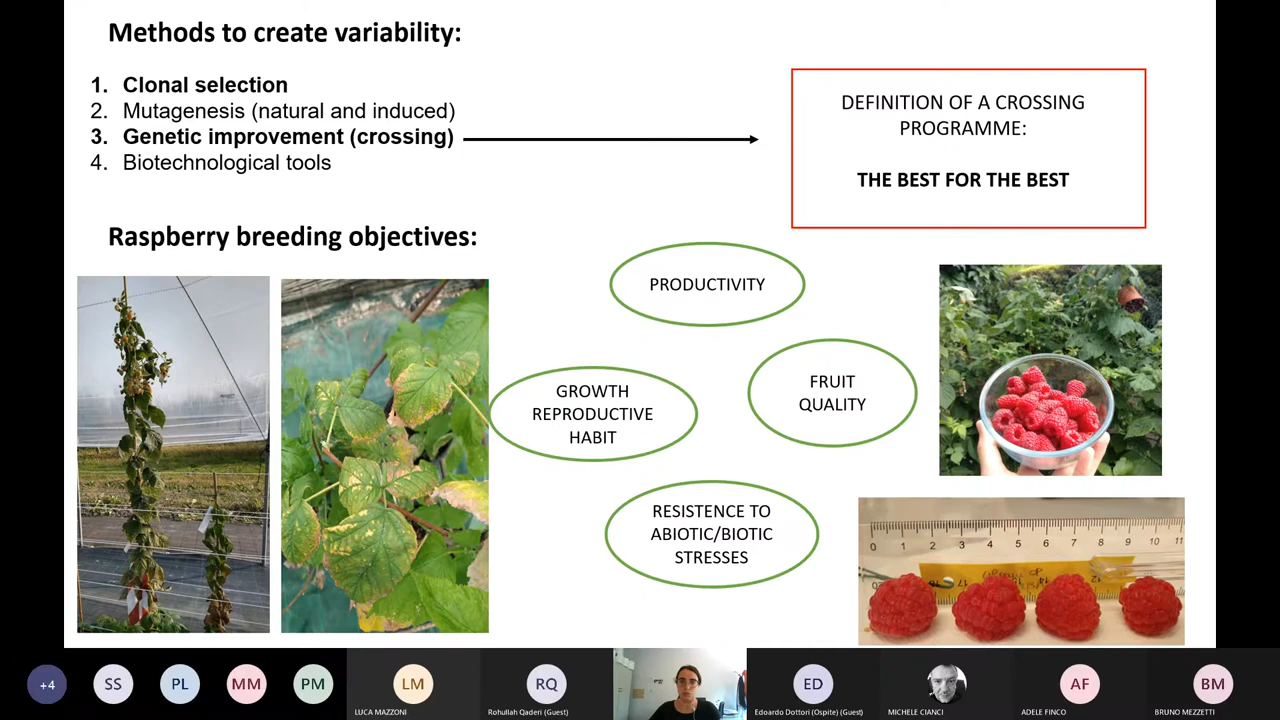 Methods to create variability:
1. Clonal selection
2. Mutagenesis (natural and induced)
3. Genetic improvement (crossing)
4. Biotechnological tools
DEFINITION OF A CROSSING
PROGRAMME:
THE BEST FOR THE BEST
Raspberry breeding objectives:
PRODUCTIVITY
GROWTH
REPRODUCTIVE
HABIT
FRUIT
QUALITY
RESISTENCE TO
ABIOTIC/BIOTIC
STRESSES
0 1 2 3 4 5 6 7 8 9 10 11
+4
SS
PL
MM
PM
LM
LUCA MAZZONI
RQ
Rohullah Qaderi (Guest)
ED
Edoardo Dottori (Ospite) (Guest)
MICHELE CIANCI
AF
ADELE FINCO
BM
BRUNO MEZZETTI